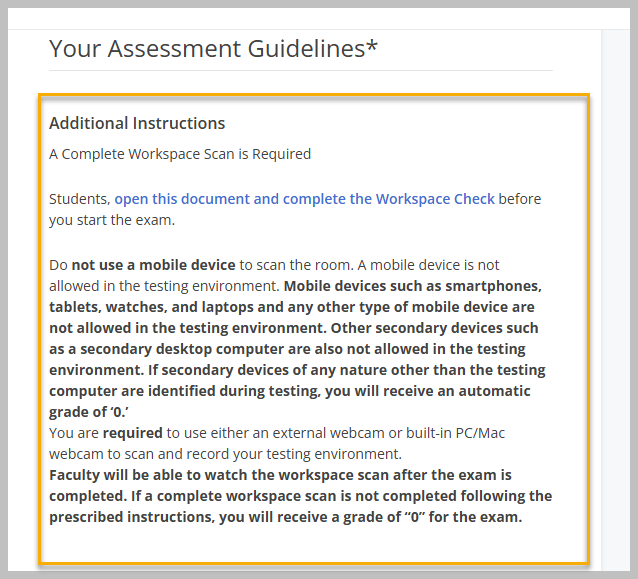 Your Assessment Guidelines*
Additional Instructions
A Complete Workspace Scan is Required
Students, open this document and complete the Workspace Check before
you start the exam.
Do not use a mobile device to scan the room. A mobile device is not
allowed in the testing environment. Mobile devices such as smartphones,
tablets, watches, and laptops and any other type of mobile device are
not allowed in the testing environment. Other secondary devices such
as a secondary desktop computer are also not allowed in the testing
environment. If secondary devices of any nature other than the testing
computer are identified during testing, you will receive an automatic
grade of ‘0.’
You are required to use either an external webcam or built-in PC/Mac
webcam to scan and record your testing environment.
Faculty will be able to watch the workspace scan after the exam is
completed. If a complete workspace scan is not completed following the
prescribed instructions, you will receive a grade of “0” for the exam.